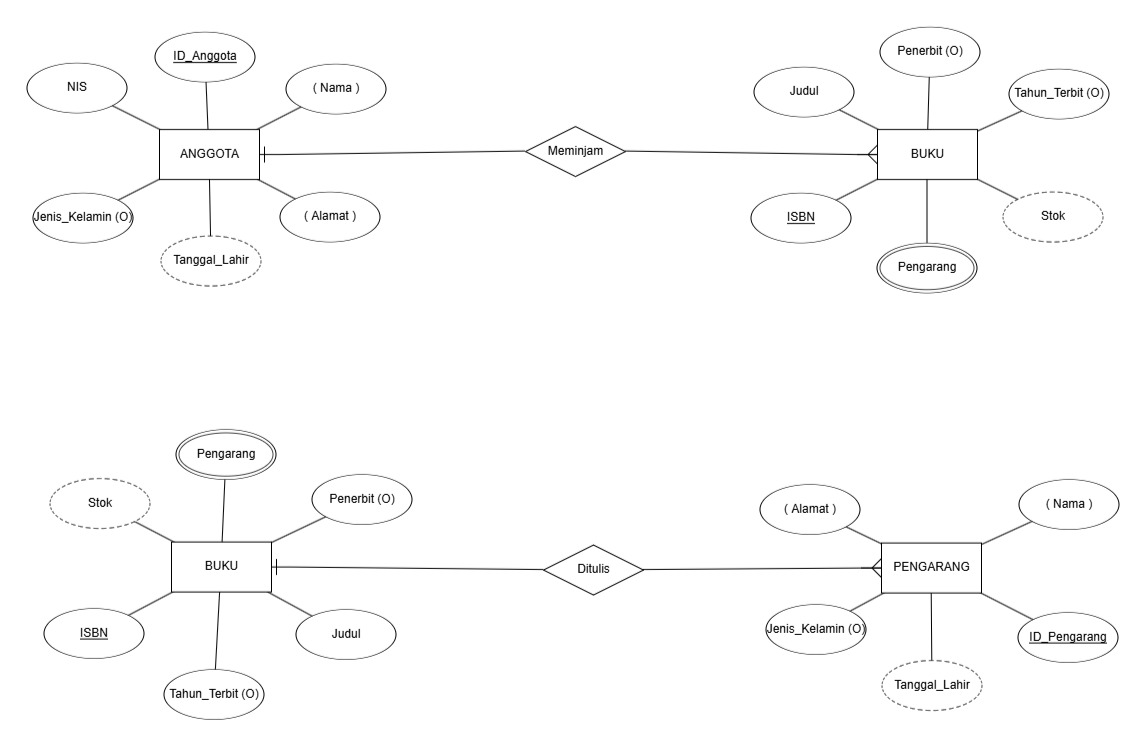 Penerbit (O)
ID_Anggota
NIS
( Nama )
Judul
Tahun_Terbit (O)
ANGGOTA
Meminjam
BUKU
Jenis_Kelamin (O)
( Alamat )
ISBN
Stok
Tanggal_Lahir
Pengarang
Pengarang
Stok
Penerbit (O)
( Alamat )
( Nama )
BUKU
Ditulis
PENGARANG
ISBN
Judul
Jenis_Kelamin (O)
ID_Pengarang
Tahun_Terbit (O)
Tanggal_Lahir